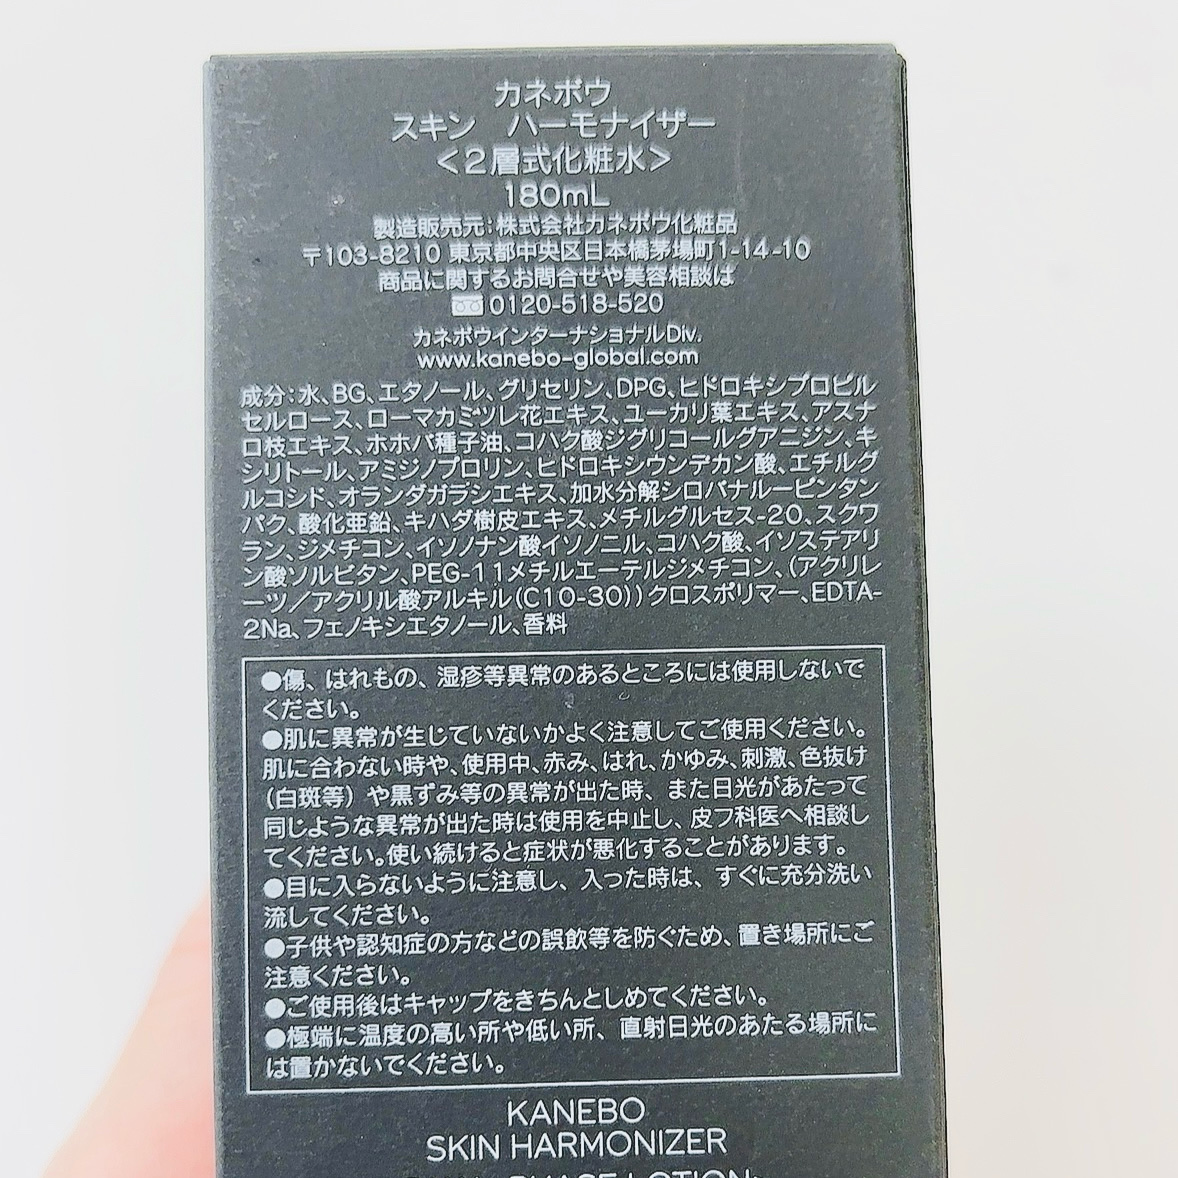 カネボウ
スキン ハーモナイザー
＜2層式化粧水＞
180mL
製造販売元：株式会社カネボウ化粧品
〒103-8210 東京都中央区日本橋茅場町1-14-10
商品に関するお問合せや美容相談は
0120-518-520
カネボウインターナショナルDiv.
www.kanebo-global.com
成分：水、BG、エタノール、グリセリン、DPG、ヒドロキシプロピル
セルロース、ローマカミツレ花エキス、ユーカリ葉エキス、アスナ
ロ枝エキス、ホホバ種子油、コハク酸ジグリコールグアニジン、キ
シリトール、アミジノプロリン、ヒドロキシウンデカン酸、エチルグ
ルコシド、オランダガラシエキス、加水分解シロバナルーピンタン
パク、酸化亜鉛、キハダ樹皮エキス、メチルグルセス-20、スクワ
ラン、ジメチコン、イソノナン酸イソノニル、コハク酸、イソステアリ
ン酸ソルビタン、PEG-11メチルエーテルジメチコン、（アクリレ
ーツ／アクリル酸アルキル（C10-30））クロスポリマー、EDTA-
2Na、フェノキシエタノール、香料
●傷、はれもの、湿疹等異常のあるところには使用しないで
ください。
●肌に異常が生じていないかよく注意してご使用ください。
肌に合わない時や、使用中、赤み、はれ、かゆみ、刺激、色抜け
（白斑等）や黒ずみ等の異常が出た時、また日光があたって
同じような異常が出た時は使用を中止し、皮フ科医へ相談し
てください。使い続けると症状が悪化することがあります。
●目に入らないように注意し、入った時は、すぐに充分洗い
流してください。
●子供や認知症の方などの誤飲等を防ぐため、置き場所にご
注意ください。
●ご使用後はキャップをきちんとしめてください。
●極端に温度の高い所や低い所、直射日光のあたる場所に
は置かないでください。
KANEBO
SKIN HARMONIZER
PHASE LOTION>